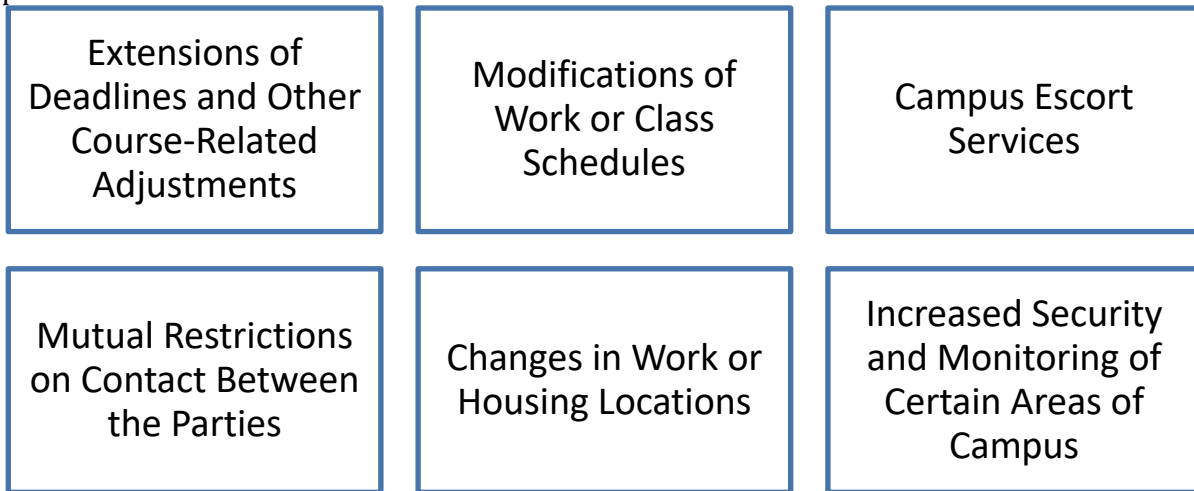 Extensions of
Deadlines and Other
Course-Related
Adjustments
Modifications of
Work or Class
Schedules
Campus Escort
Services
Mutual Restrictions
on Contact Between
the Parties
Changes in Work or
Housing Locations
Increased Security
and Monitoring of
Certain Areas of
Campus